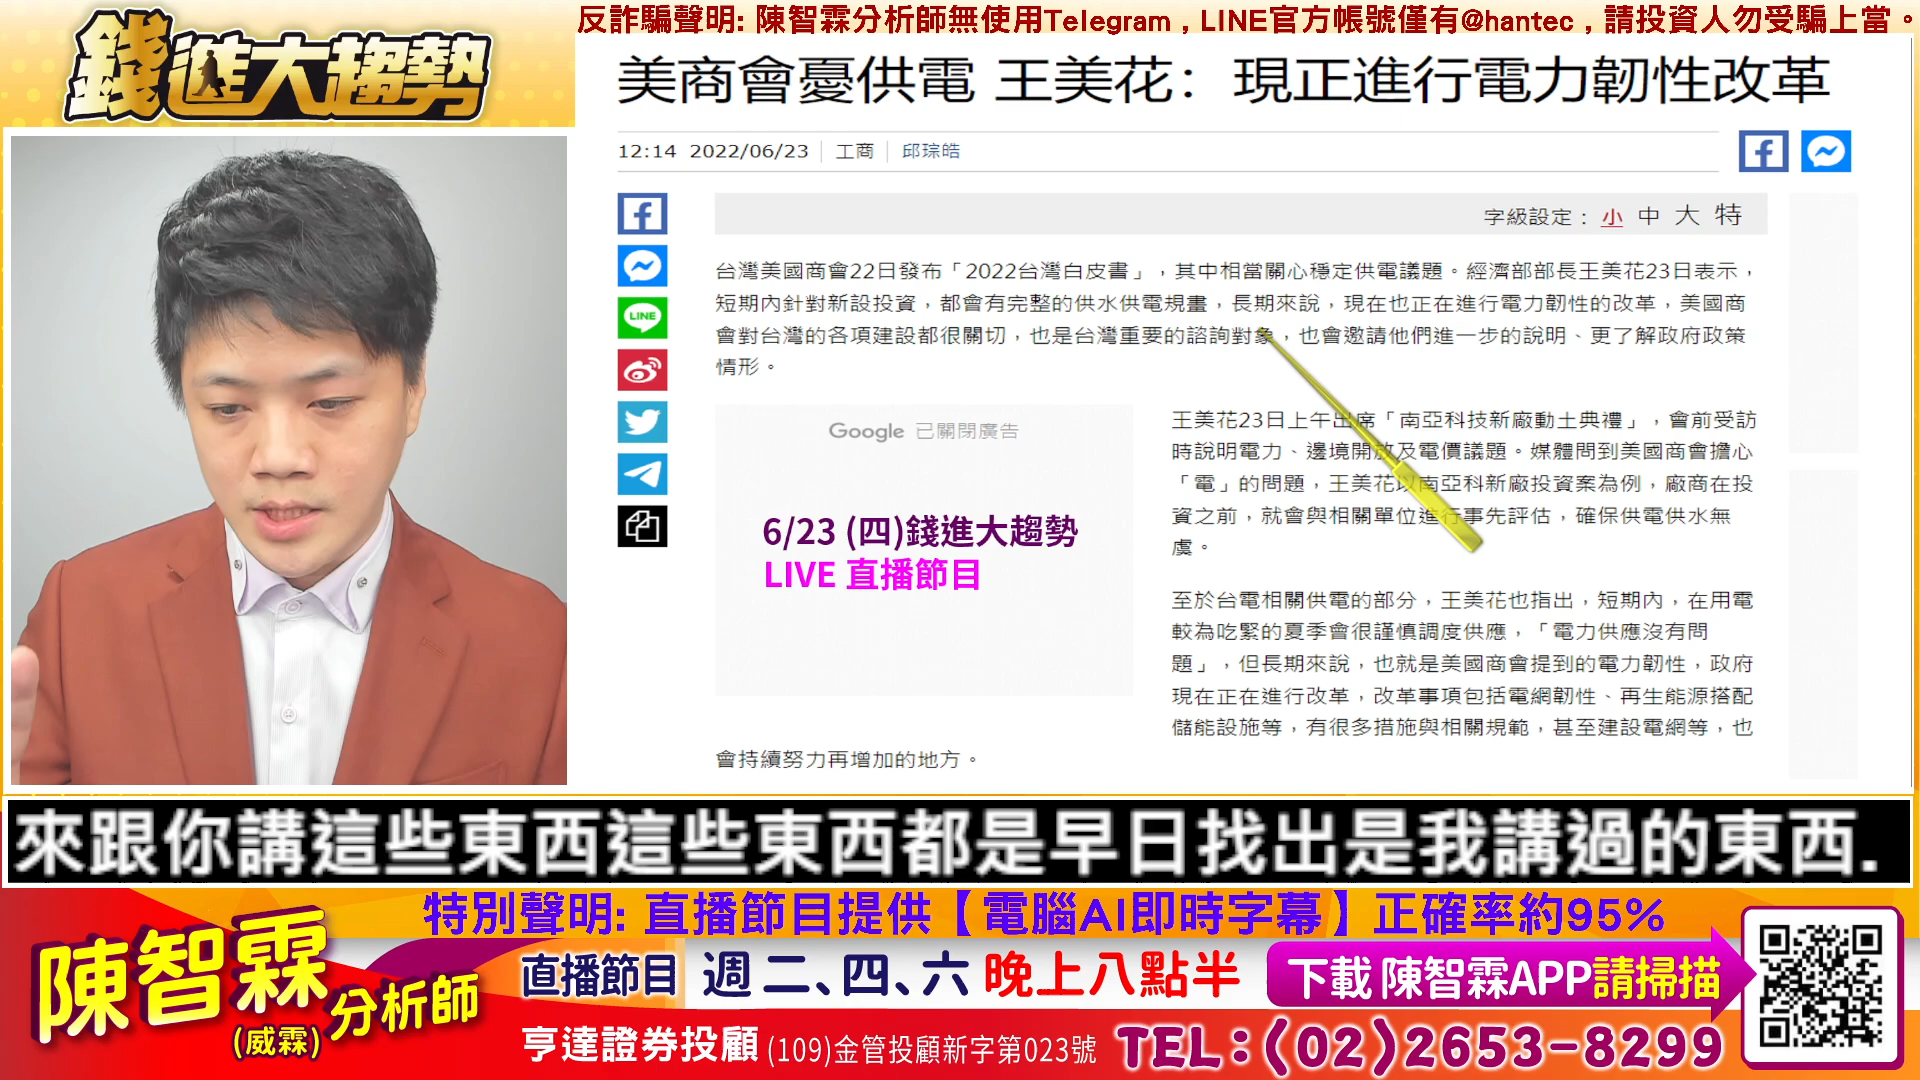 反詐騙聲明: 陳智霖分析師無使用Telegram，LINE官方帳號僅有@hantec，請投資人勿受騙上當。
錢進大趨勢
美商會憂供電 王美花：現正進行電力韌性改革
12:14 2022/06/23 工商 邱琮皓
字級設定： 小 中 大 特
LINE
台灣美國商會22日發布「2022台灣白皮書」，其中相當關心穩定供電議題。經濟部部長王美花23日表示，
短期內針對新設投資，都會有完整的供水供電規畫，長期來說，現在也正在進行電力韌性的改革，美國商
會對台灣的各項建設都很關切，也是台灣重要的諮詢對象，也會邀請他們進一步的說明、更了解政府政策
情形。
Google 已關閉廣告
6/23 (四)錢進大趨勢
LIVE 直播節目
王美花23日上午出席「南亞科技新廠動土典禮」，會前受訪
時說明電力、邊境開放及電價議題。媒體問到美國商會擔心
「電」的問題，王美花以南亞科新廠投資案為例，廠商在投
資之前，就會與相關單位進行事先評估，確保供電供水無
虞。
至於台電相關供電的部分，王美花也指出，短期內，在用電
較為吃緊的夏季會很謹慎調度供應，「電力供應沒有問
題」，但長期來說，也就是美國商會提到的電力韌性，政府
現在正在進行改革，改革事項包括電網韌性、再生能源搭配
儲能設施等，有很多措施與相關規範，甚至建設電網等，也
會持續努力再增加的地方。
來跟你講這些東西這些東西都是早日找出是我講過的東西.
特別聲明: 直播節目提供【電腦AI即時字幕】正確率約95%
陳智霖分析師
(威霖)
直播節目 週二、四、六 晚上八點半
下載 陳智霖APP請掃描
亨達證券投顧 (109)金管投顧新字第023號 TEL:(02)2653-8299